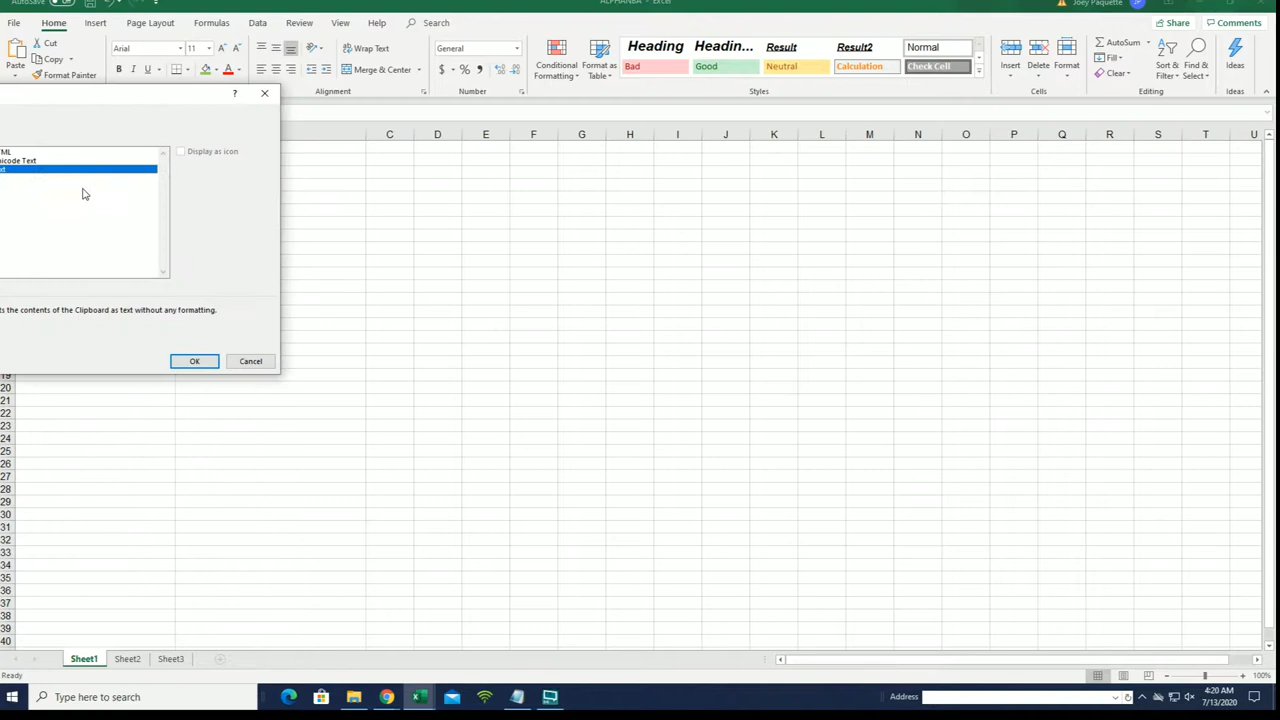 AutoSave Off ALPHANBA - Excel Joey Paquette JP
File Home Insert Page Layout Formulas Data Review View Help Search Share Comments
Paste Cut Copy Format Painter
Arial 11 A A B I U A
Wrap Text Merge & Center Alignment
General $ % , Number
Conditional Formatting Format as Table
Heading Headin... Result Result2 Normal
Bad Good Neutral Calculation Check Cell
Styles
Insert Delete Format Cells
AutoSum Fill Clear Sort & Filter Find & Select Editing
Ideas Ideas
?
C D E F G H I J K L M N O P Q R S T U
Display as icon
ts the contents of the Clipboard as text without any formatting.
OK Cancel
19
20
21
22
23
24
25
26
27
28
29
30
31
32
33
34
35
36
37
38
39
40
Sheet1 Sheet2 Sheet3
Ready 100%
Type here to search Address 4:20 AM
7/13/2020